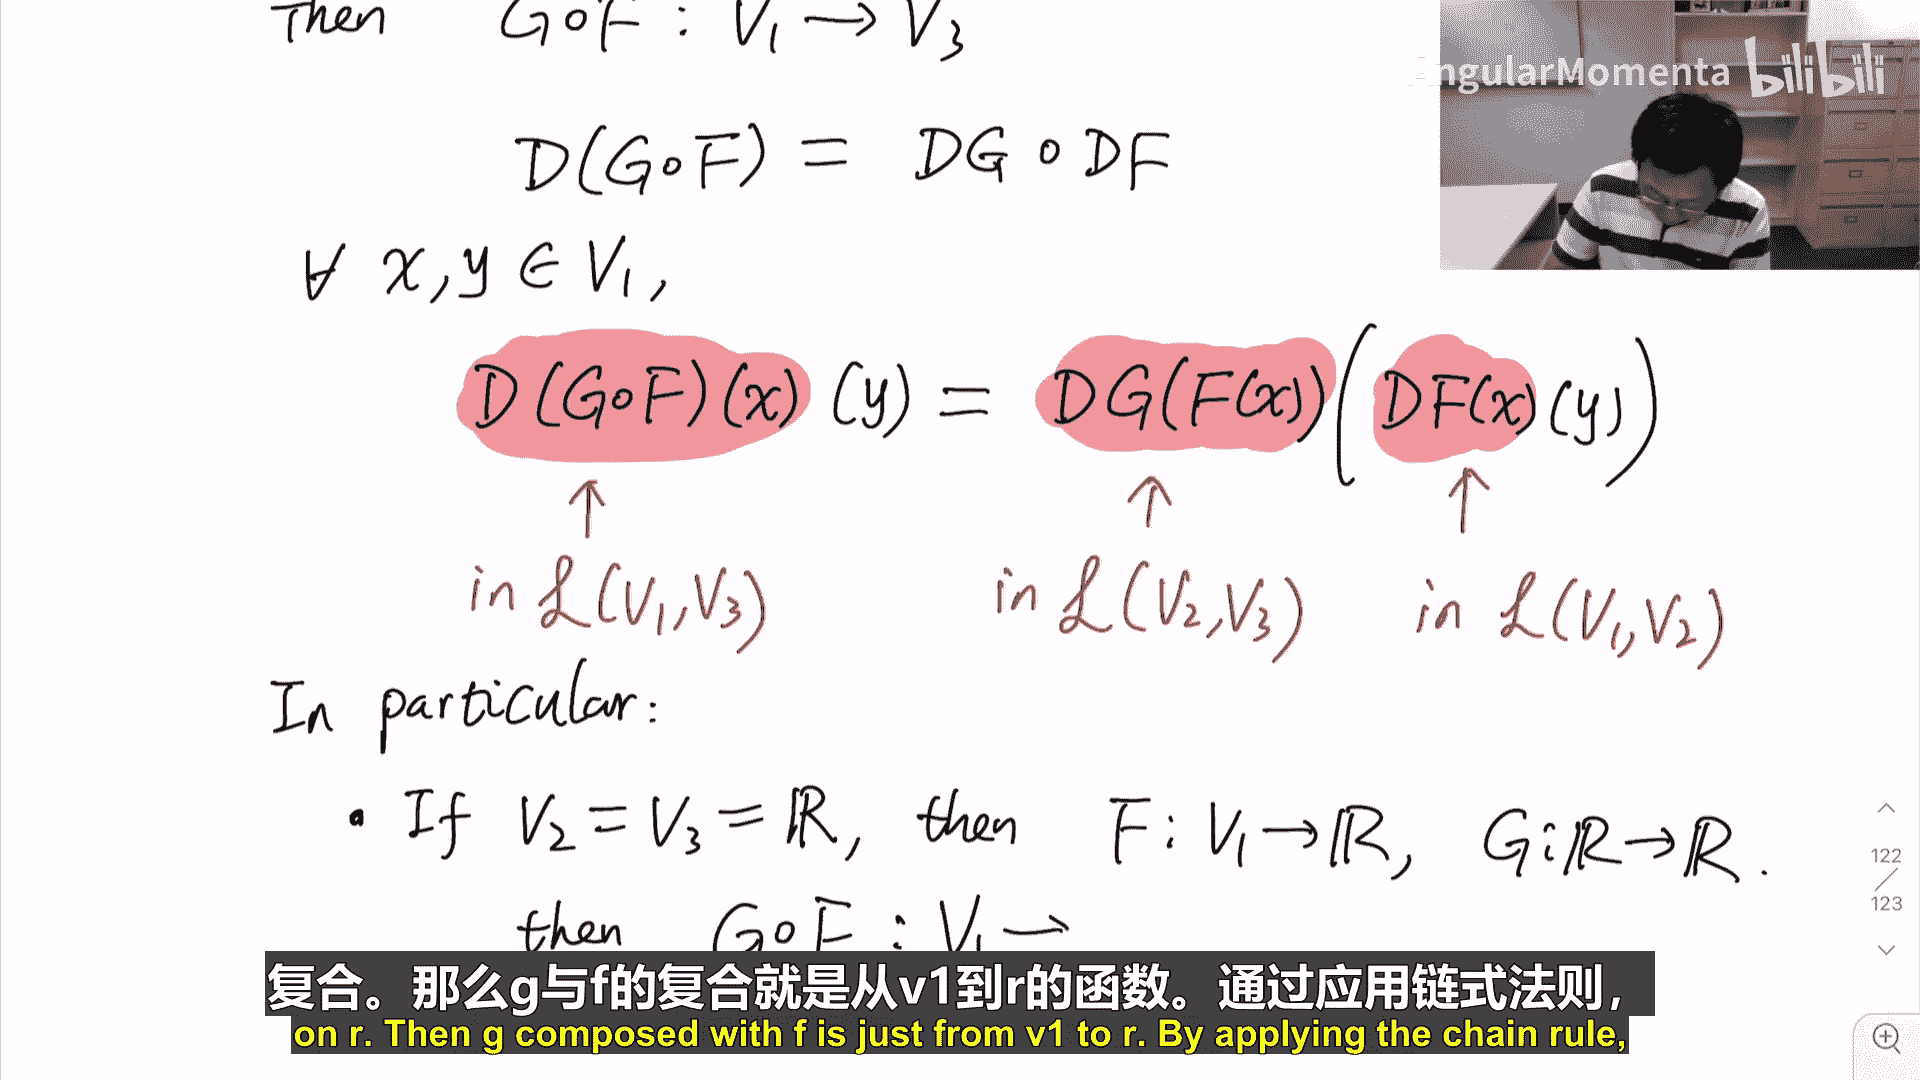 Then G∘F : V₁ → V₃
ngularMomenta bilibili
D(G∘F) = DG ∘ DF
∀ x, y ∈ V₁,
D(G∘F)(x)(y) = DG(F(x))(DF(x)(y))
↑ ↑ ↑
in ℒ(V₁,V₃) in ℒ(V₂,V₃) in ℒ(V₁,V₂)
In particular:
• If V₂ = V₃ = ℝ, then F: V₁ → ℝ, G: ℝ → ℝ.
122
/
123
then G∘F : V₁ →
复合。那么g与f的复合就是从v1到r的函数。通过应用链式法则，
on r. Then g composed with f is just from v1 to r. By applying the chain rule,